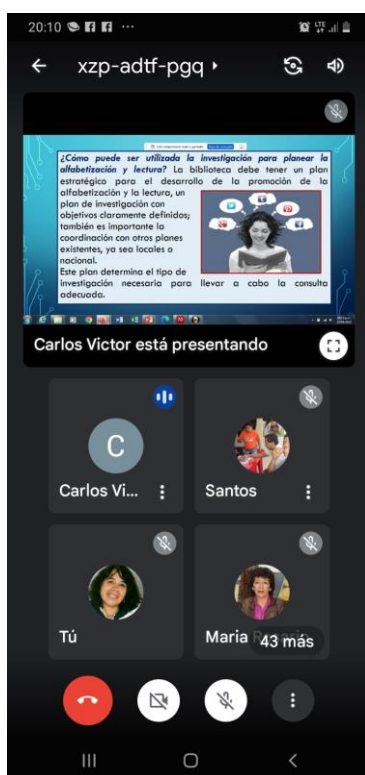 20:10
xzp-adtf-pgq
¿Cómo puede ser utilizada la investigación para planear la
alfabetización y lectura? La biblioteca debe tener un plan
estratégico para el desarrollo de la promoción de la
alfabetización y la lectura, un
plan de investigación con
objetivos claramente definidos;
también es importante la
coordinación con otros planes
existentes, ya sea locales o
nacional.
Este plan determina el tipo de
investigación necesaria para llevar a cabo la consulta
adecuada.
Carlos Victor está presentando
C
Carlos Vi...
Santos
Tú
Maria
43 más